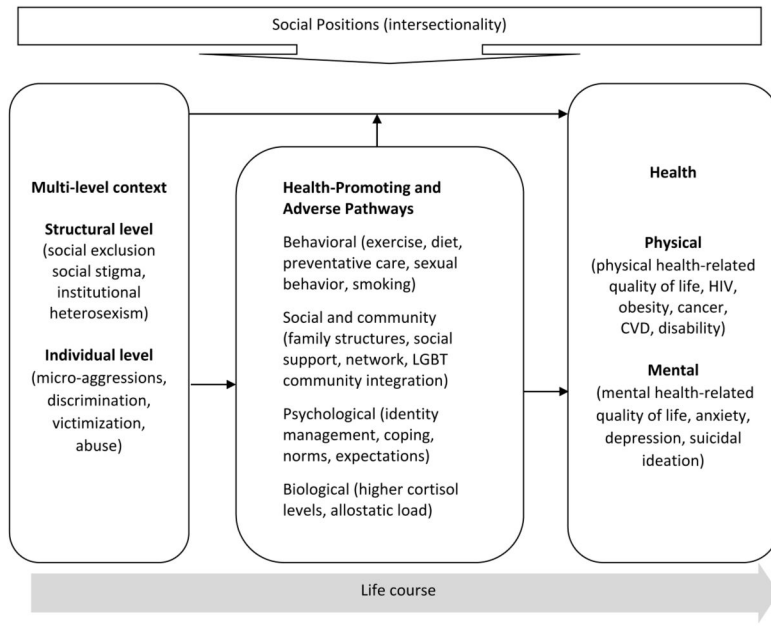 Social Positions (intersectionality)
Multi-level context
Structural level
(social exclusion
social stigma,
institutional
heterosexism)
Individual level
(micro-aggressions,
discrimination,
victimization,
abuse)
Health-Promoting and
Adverse Pathways
Behavioral (exercise, diet,
preventative care, sexual
behavior, smoking)
Social and community
(family structures, social
support, network, LGBT
community integration)
Psychological (identity
management, coping,
norms, expectations)
Biological (higher cortisol
levels, allostatic load)
Health
Physical
(physical health-related
quality of life, HIV,
obesity, cancer,
CVD, disability)
Mental
(mental health-related
quality of life, anxiety,
depression, suicidal
ideation)
Life course